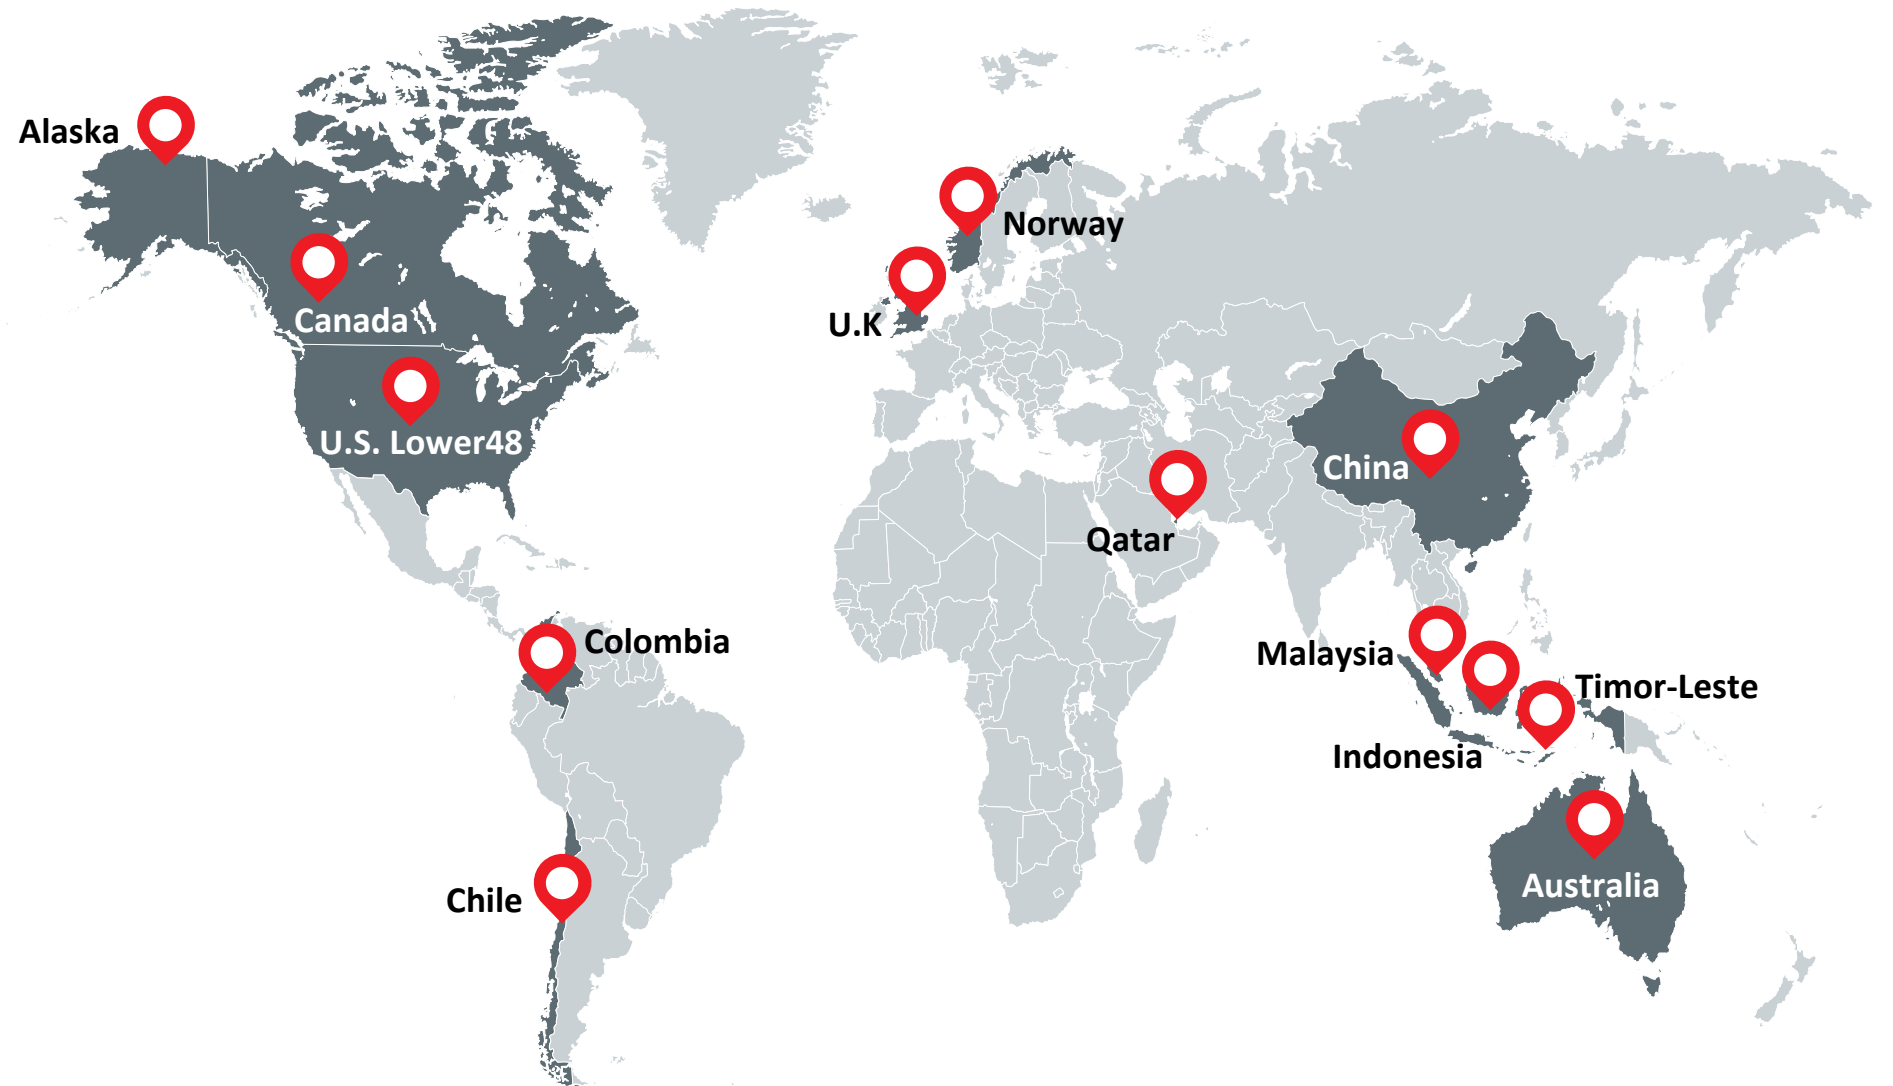 Alaska
Norway
Canada
U.K
U.S. Lower48
China
Qatar
Colombia
Malaysia
Timor-Leste
Indonesia
Australia
Chile